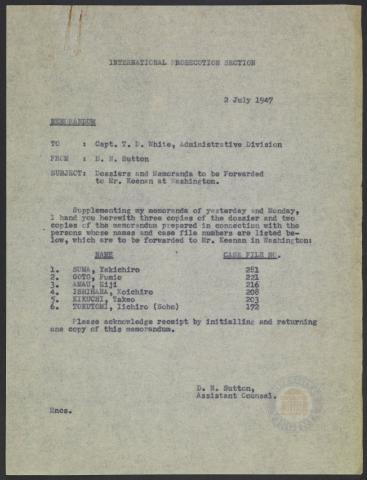 INTERNATIONAL PROSECUTION SECTION
2 July 1947
MEMORANDUM
TO : Capt. T. D. White, Administrative Division
FROM : D. N. Sutton
SUBJECT: Dossiers and Memoranda to be Forwarded
to Mr. Keenan at Washington.
Supplementing my memoranda of yesterday and Monday,
I hand you herewith three copies of the dossier and two
copies of the memorandum prepared in connection with the
persons whose names and case file numbers are listed be-
low, which are to be forwarded to Mr. Keenan in Washington:
NAME CASE FILE NO.
1. SUMA, Yakichiro 251
2. GOTO, Fumio 221
3. AMAU, Eiji 216
4. ISHIHARA, Koichiro 208
5. KIKUCHI, Takeo 203
6. TOKUTOMI, Iichiro (Soho) 172
Please acknowledge receipt by initialling and returning
one copy of this memorandum.
D. N. Sutton,
Assistant Counsel.
Encs.